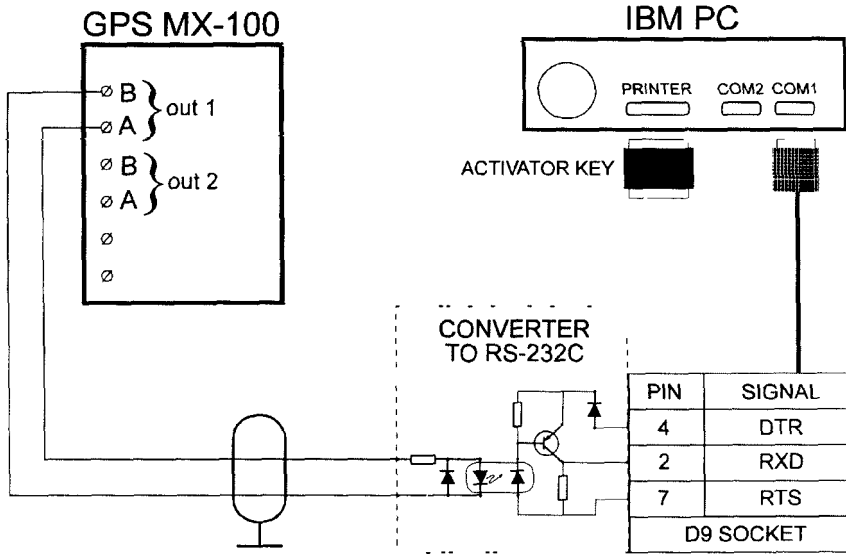 GPS MX-100
B
A
out 1
B
A
out 2
IBM PC
PRINTER COM2 COM1
ACTIVATOR KEY
CONVERTER
TO RS-232C
PIN SIGNAL
4 DTR
2 RXD
7 RTS
D9 SOCKET